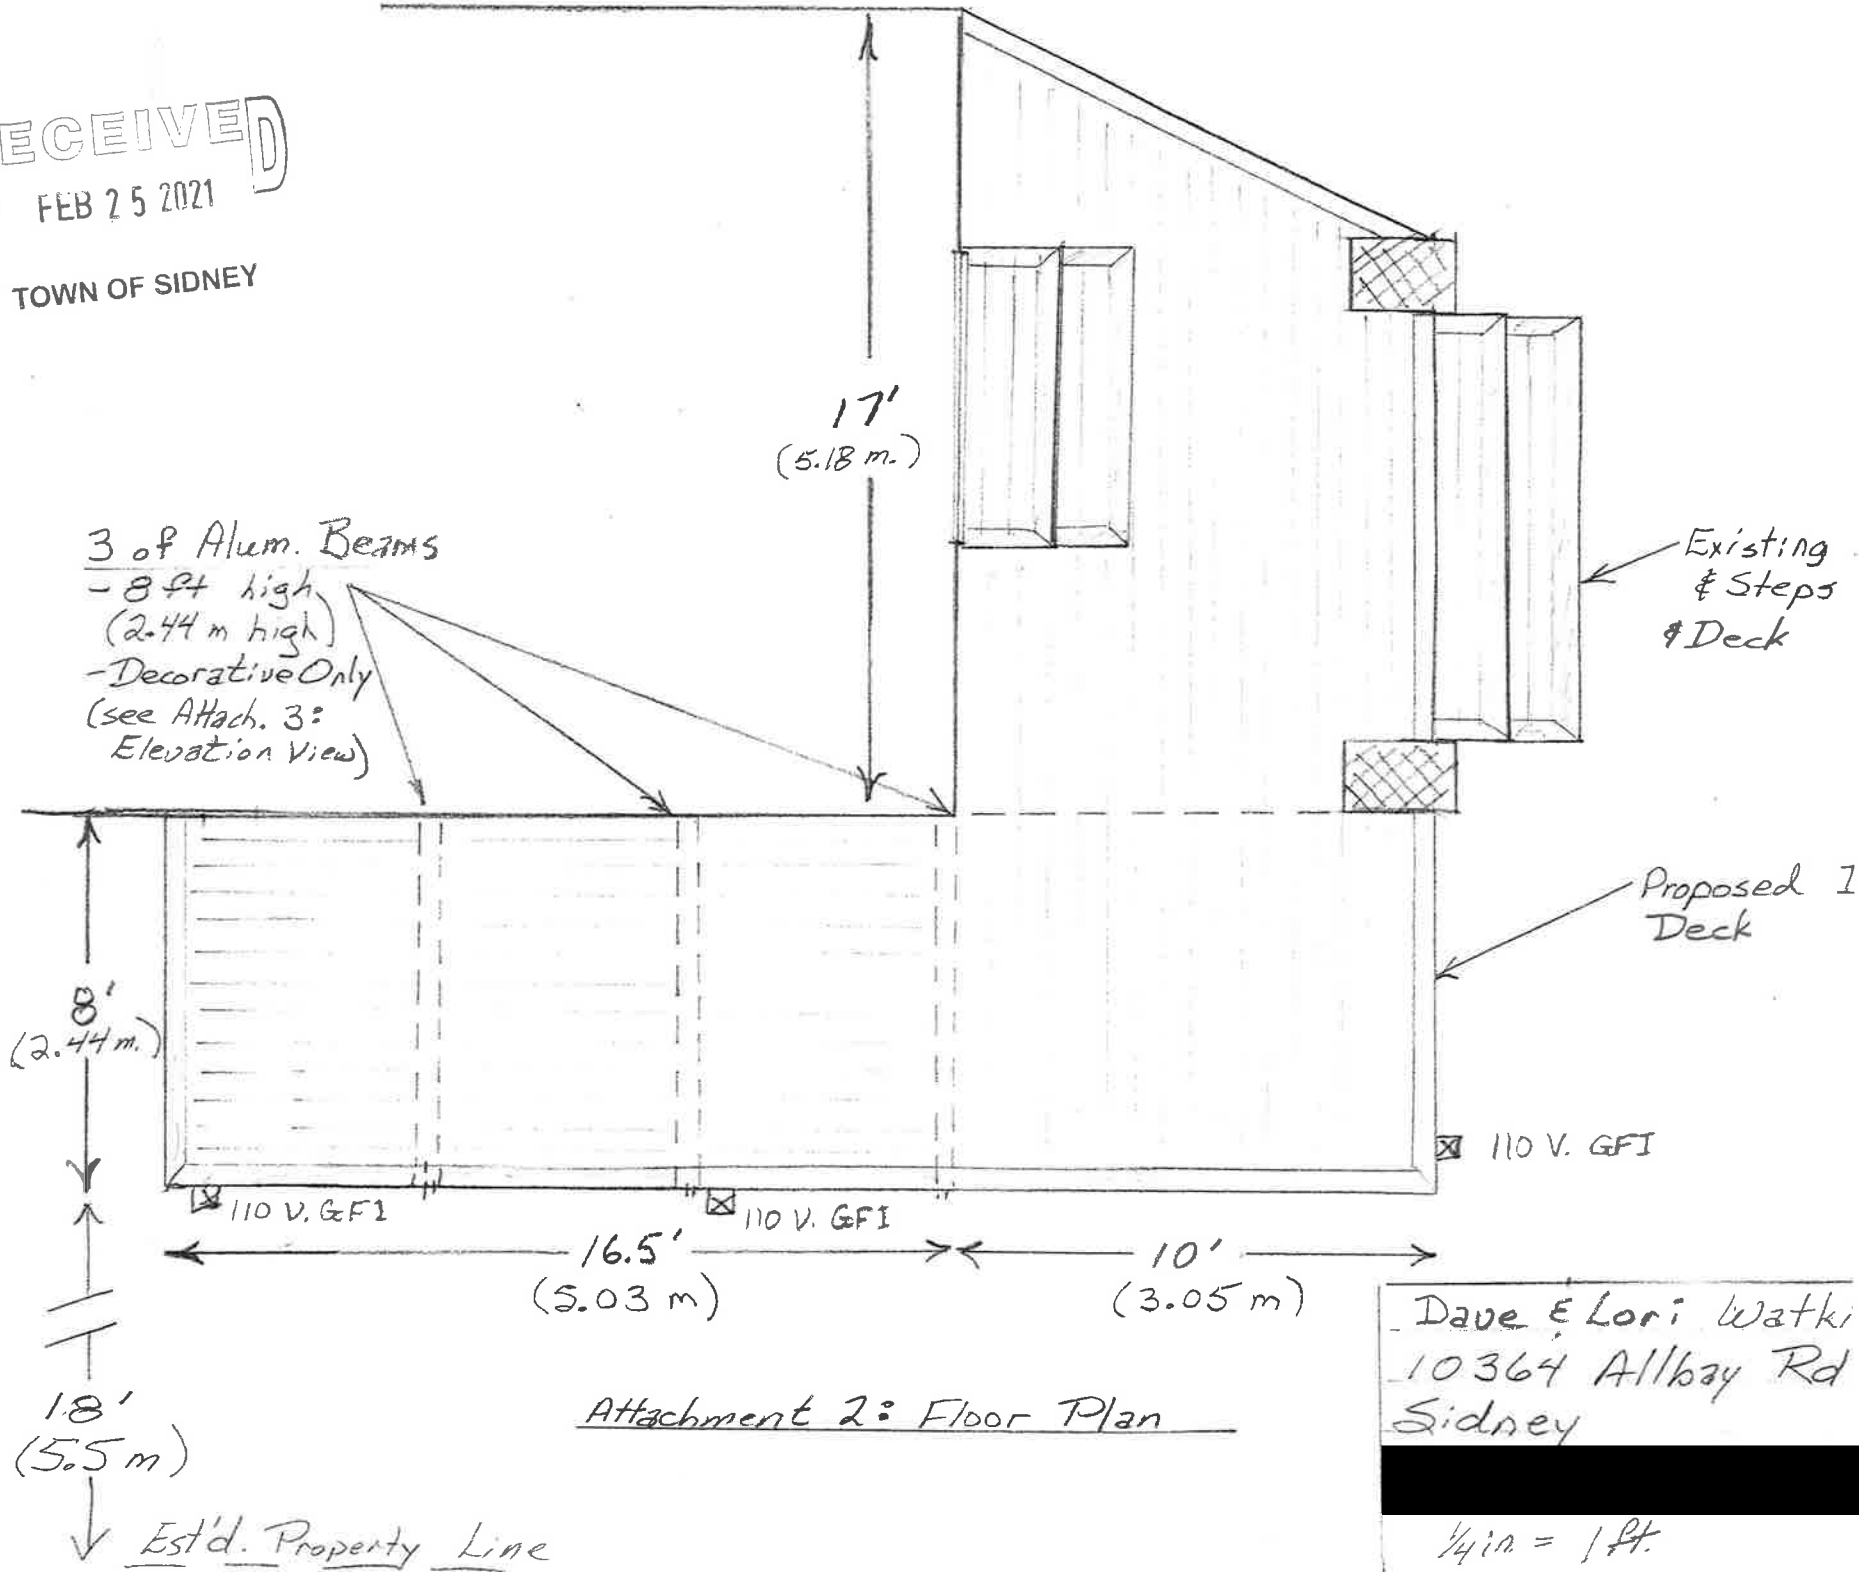 ECEIVED
FEB 25 2021
TOWN OF SIDNEY
17'
(5.18 m.)
3 of Alum. Beams
- 8 ft high
(2.44 m high)
- Decorative Only
(see Attach. 3:
Elevation View)
Existing
& Steps
& Deck
Proposed
Deck
8'
(2.44 m.)
110 V. GFI
110 V. GFI
110 V. GFI
16.5'
(5.03 m)
10'
(3.05 m)
18'
(5.5 m)
Est'd. Property Line
Attachment 2: Floor Plan
Dave & Lori Watki
10364 Allbay Rd
Sidney
1/4 in. = 1 ft.